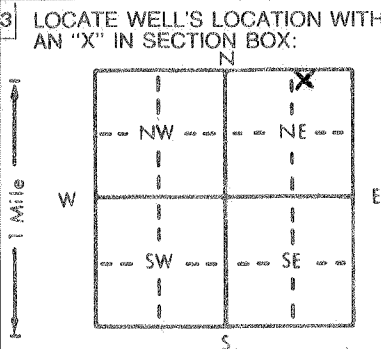 3 LOCATE WELL'S LOCATION WITH
AN "X" IN SECTION BOX:
N
X
NW NE
1 Mile
W E
SW SE
S